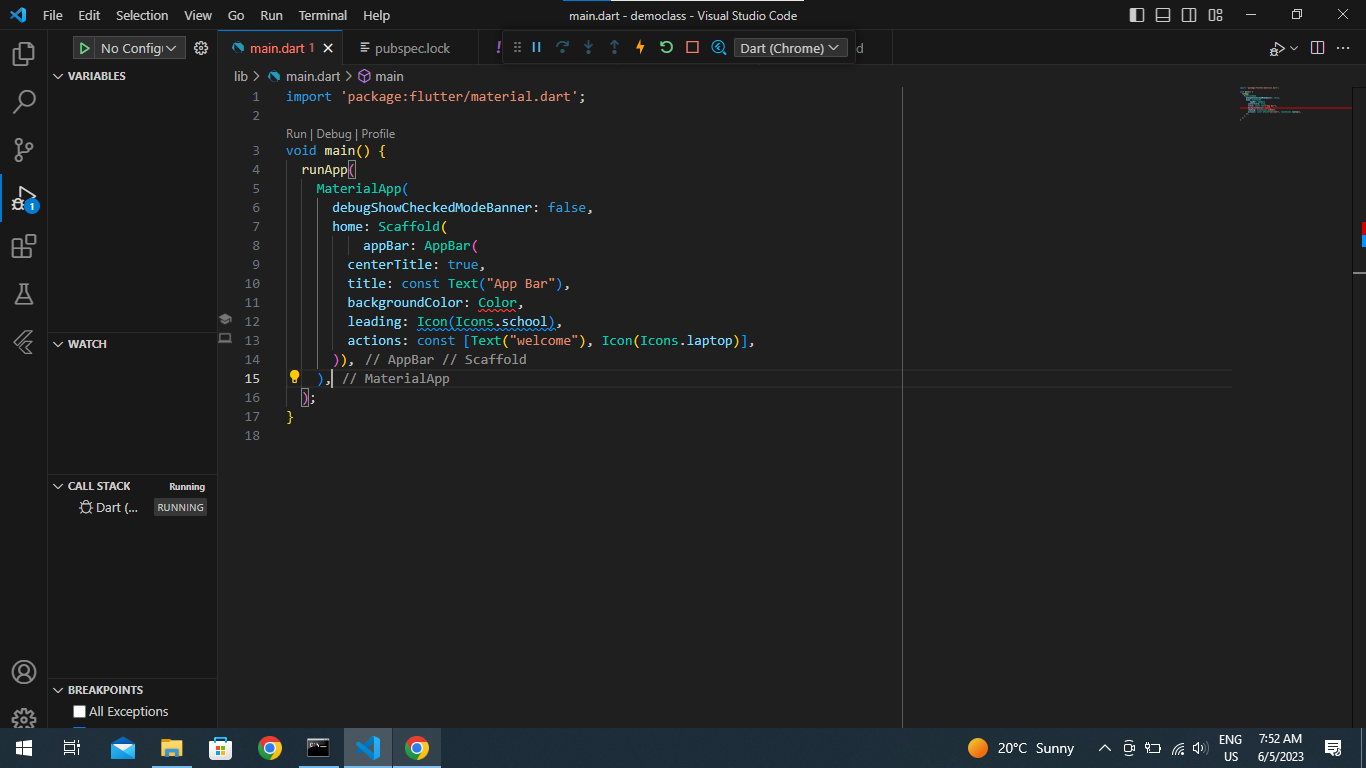 File Edit Selection View Go Run Terminal Help
main.dart - democlass - Visual Studio Code
No Config
main.dart 1
pubspec.lock
!
Dart (Chrome)
d
VARIABLES
lib > main.dart > main
1 import 'package:flutter/material.dart';
2
Run | Debug | Profile
3 void main() {
4 runApp(
5 MaterialApp(
6 debugShowCheckedModeBanner: false,
7 home: Scaffold(
8 appBar: AppBar(
9 centerTitle: true,
10 title: const Text("App Bar"),
11 backgroundColor: Color,
12 leading: Icon(Icons.school),
13 actions: const [Text("welcome"), Icon(Icons.laptop)],
14 )), // AppBar // Scaffold
15 ), // MaterialApp
16 );
17 }
18
1
WATCH
CALL STACK Running
Dart (... RUNNING
BREAKPOINTS
All Exceptions
20°C Sunny
ENG
US
7:52 AM
6/5/2023